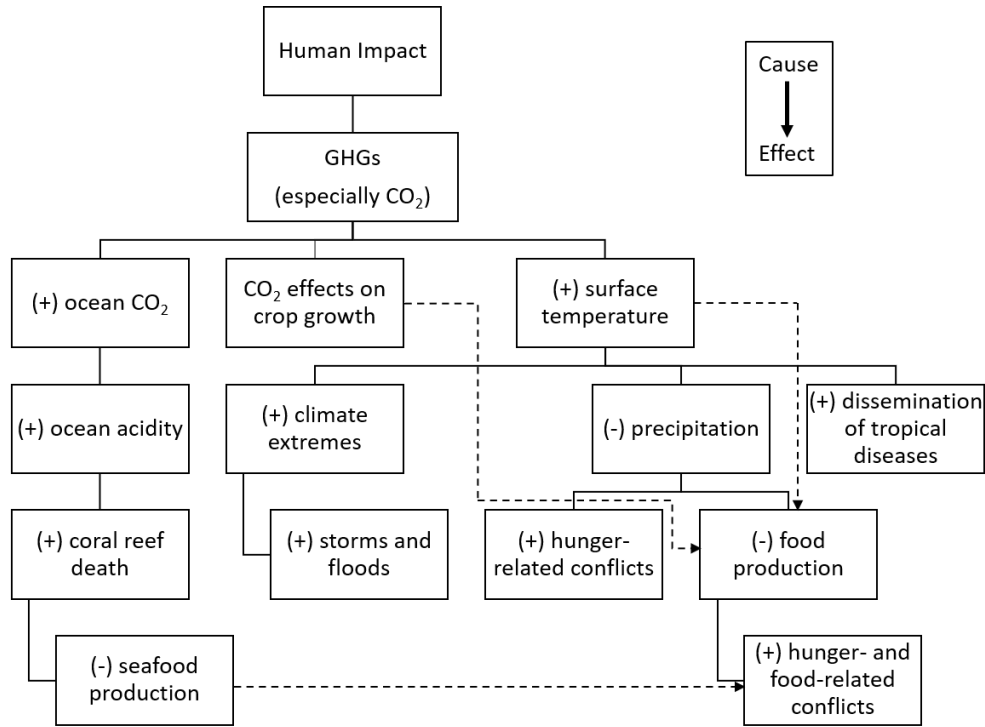 Human Impact
Cause
Effect
GHGs
(especially CO₂)
(+) ocean CO₂
CO₂ effects on
crop growth
(+) surface
temperature
(+) ocean acidity
(+) climate
extremes
(-) precipitation
(+) dissemination
of tropical
diseases
(+) coral reef
death
(+) storms and
floods
(+) hunger-
related conflicts
(-) food
production
(-) seafood
production
(+) hunger- and
food-related
conflicts